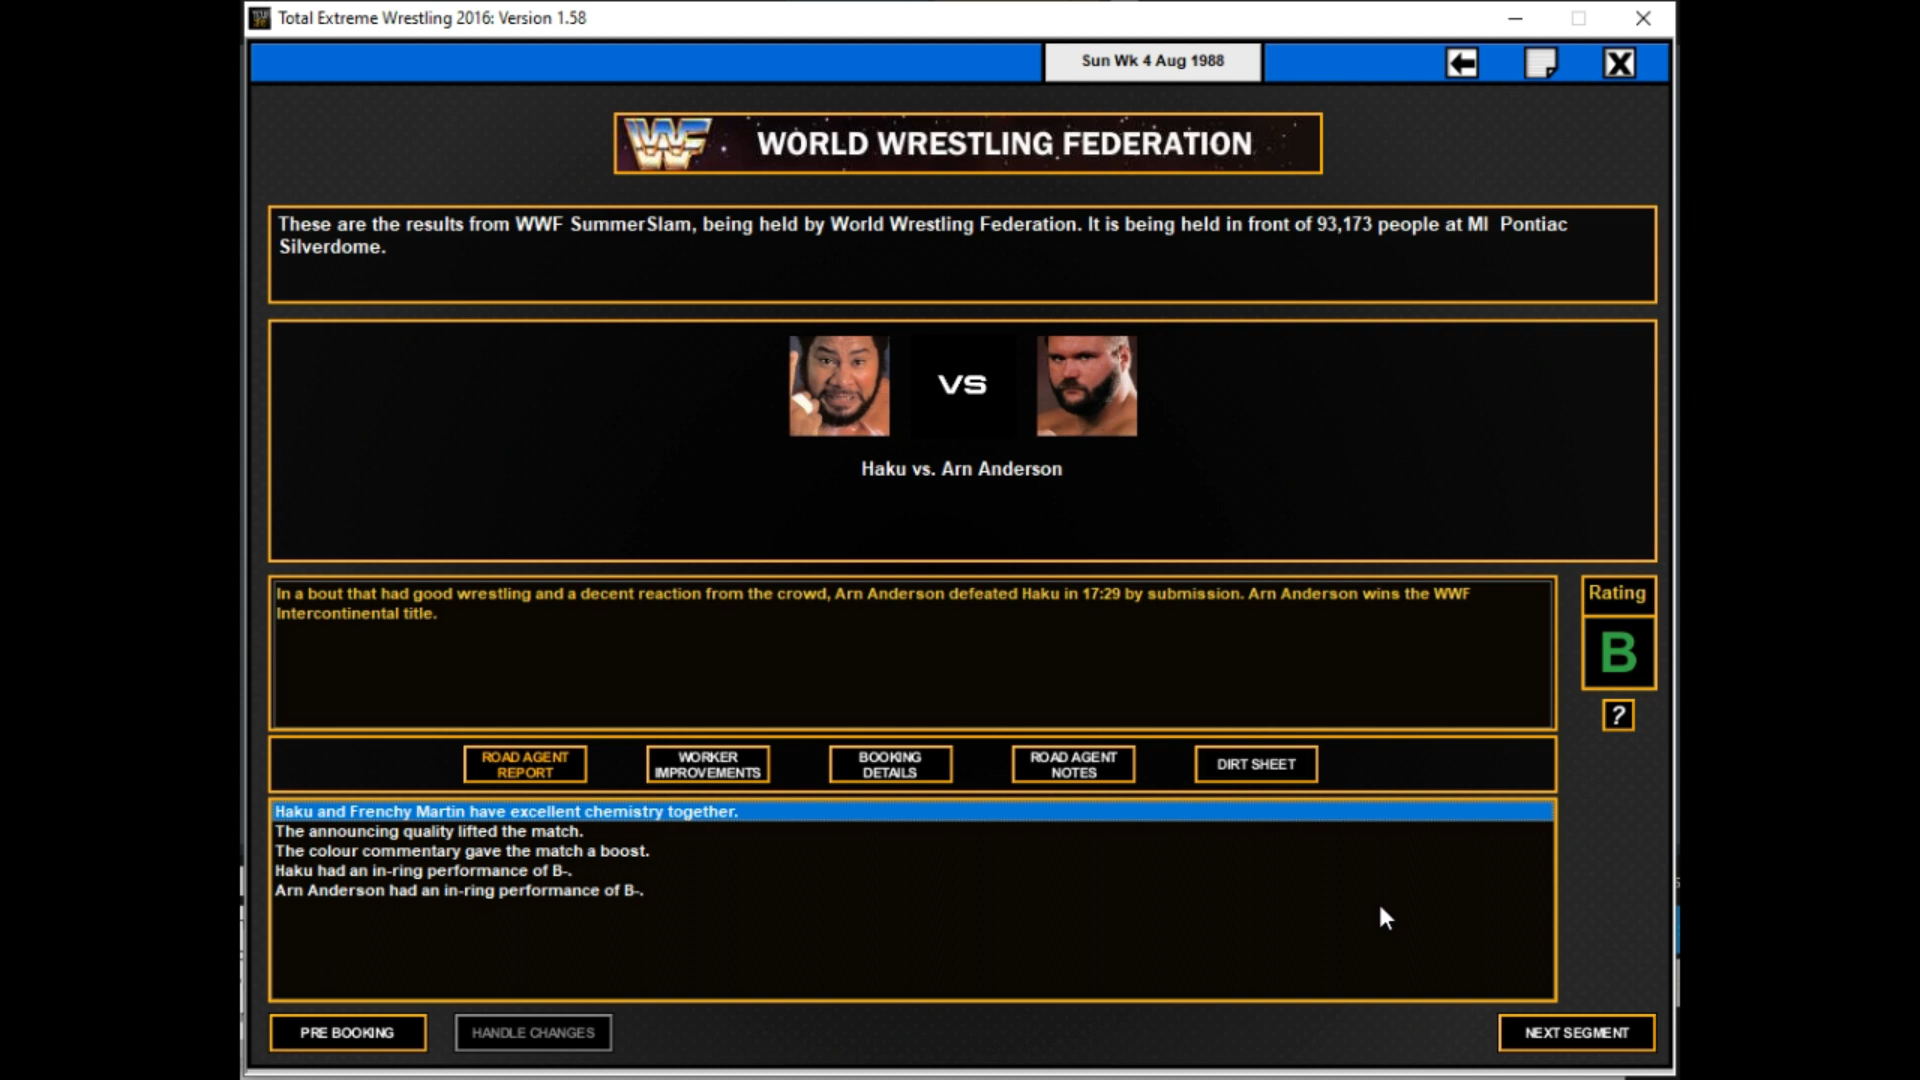 Total Extreme Wrestling 2016: Version 1.58
Sun Wk 4 Aug 1988
WORLD WRESTLING FEDERATION
These are the results from WWF SummerSlam, being held by World Wrestling Federation. It is being held in front of 93,173 people at MI Pontiac
Silverdome.
VS
Haku vs. Arn Anderson
In a bout that had good wrestling and a decent reaction from the crowd, Arn Anderson defeated Haku in 17:29 by submission. Arn Anderson wins the WWF
Intercontinental title.
Rating
B
?
ROAD AGENT
REPORT
WORKER
IMPROVEMENTS
BOOKING
DETAILS
ROAD AGENT
NOTES
DIRT SHEET
Haku and Frenchy Martin have excellent chemistry together.
The announcing quality lifted the match.
The colour commentary gave the match a boost.
Haku had an in-ring performance of B-.
Arn Anderson had an in-ring performance of B-.
PRE BOOKING
HANDLE CHANGES
NEXT SEGMENT